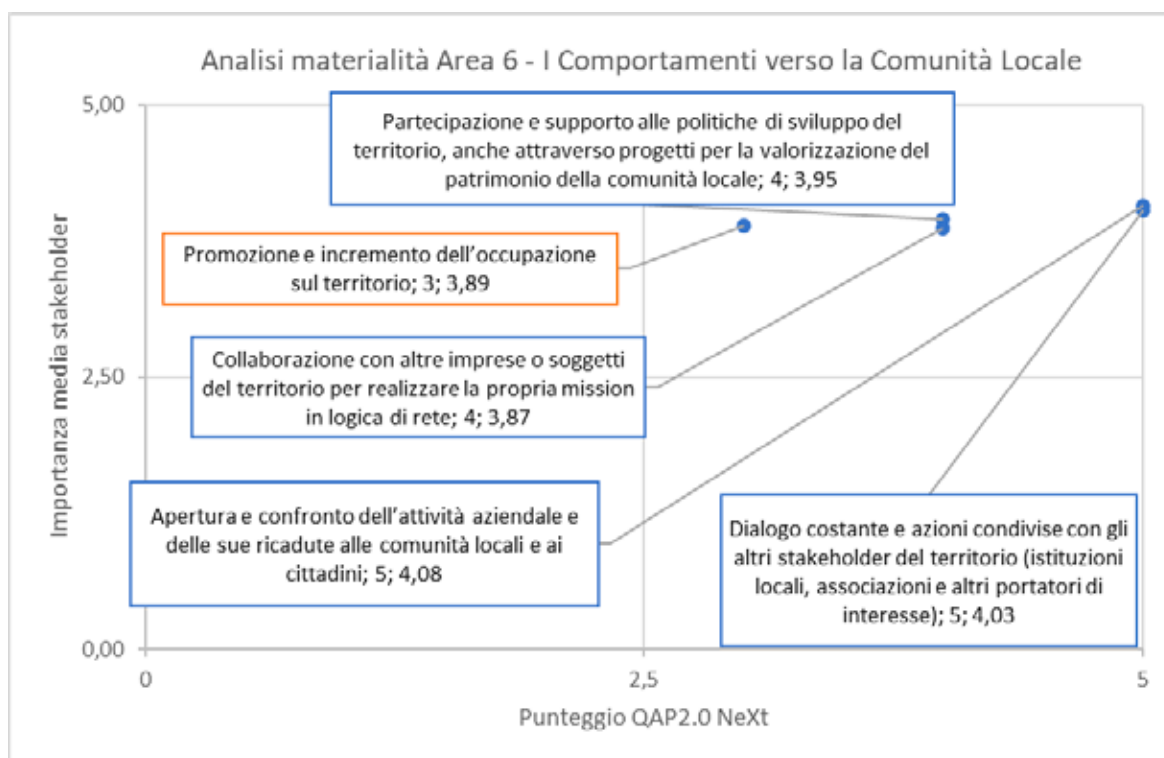 Analisi materialità Area 6 - I Comportamenti verso la Comunità Locale
5,00
Partecipazione e supporto alle politiche di sviluppo del
territorio, anche attraverso progetti per la valorizzazione del
patrimonio della comunità locale; 4; 3,95
Importanza media stakeholder
Promozione e incremento dell'occupazione
sul territorio; 3; 3,89
Collaborazione con altre imprese o soggetti
del territorio per realizzare la propria mission
in logica di rete; 4; 3,87
2,50
Apertura e confronto dell'attività aziendale e
delle sue ricadute alle comunità locali e ai
cittadini; 5; 4,08
Dialogo costante e azioni condivise con gli
altri stakeholder del territorio (istituzioni
locali, associazioni e altri portatori di
interesse); 5; 4,03
0,00
0
2,5
5
Punteggio QAP2.0 NeXt